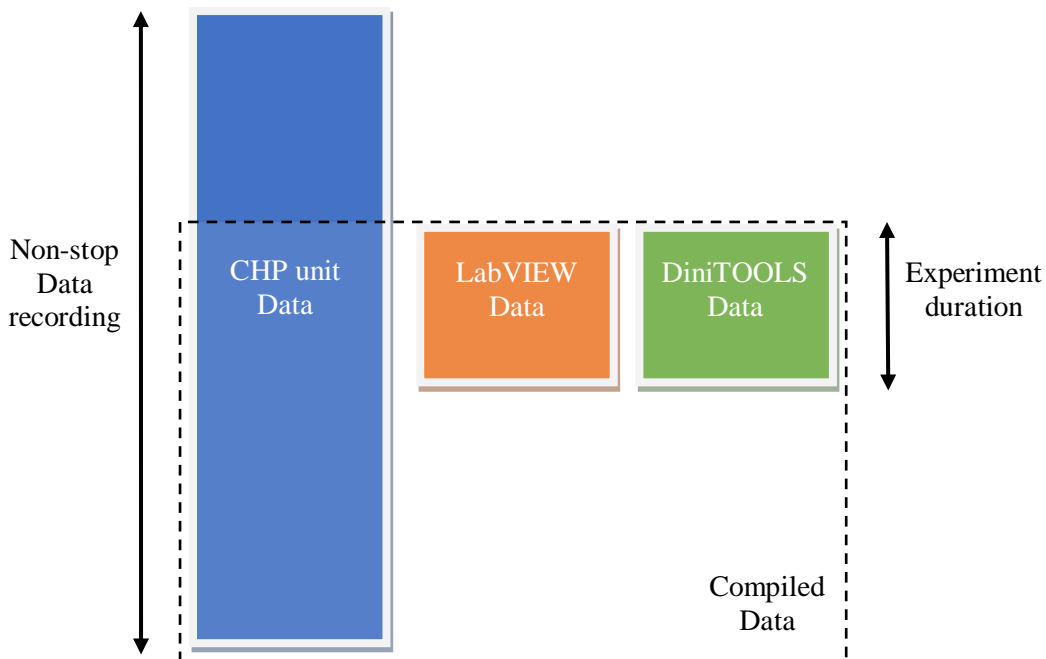 Non-stop
Data
recording
CHP unit
Data
LabVIEW
Data
DiniTOOLS
Data
Experiment
duration
Compiled
Data